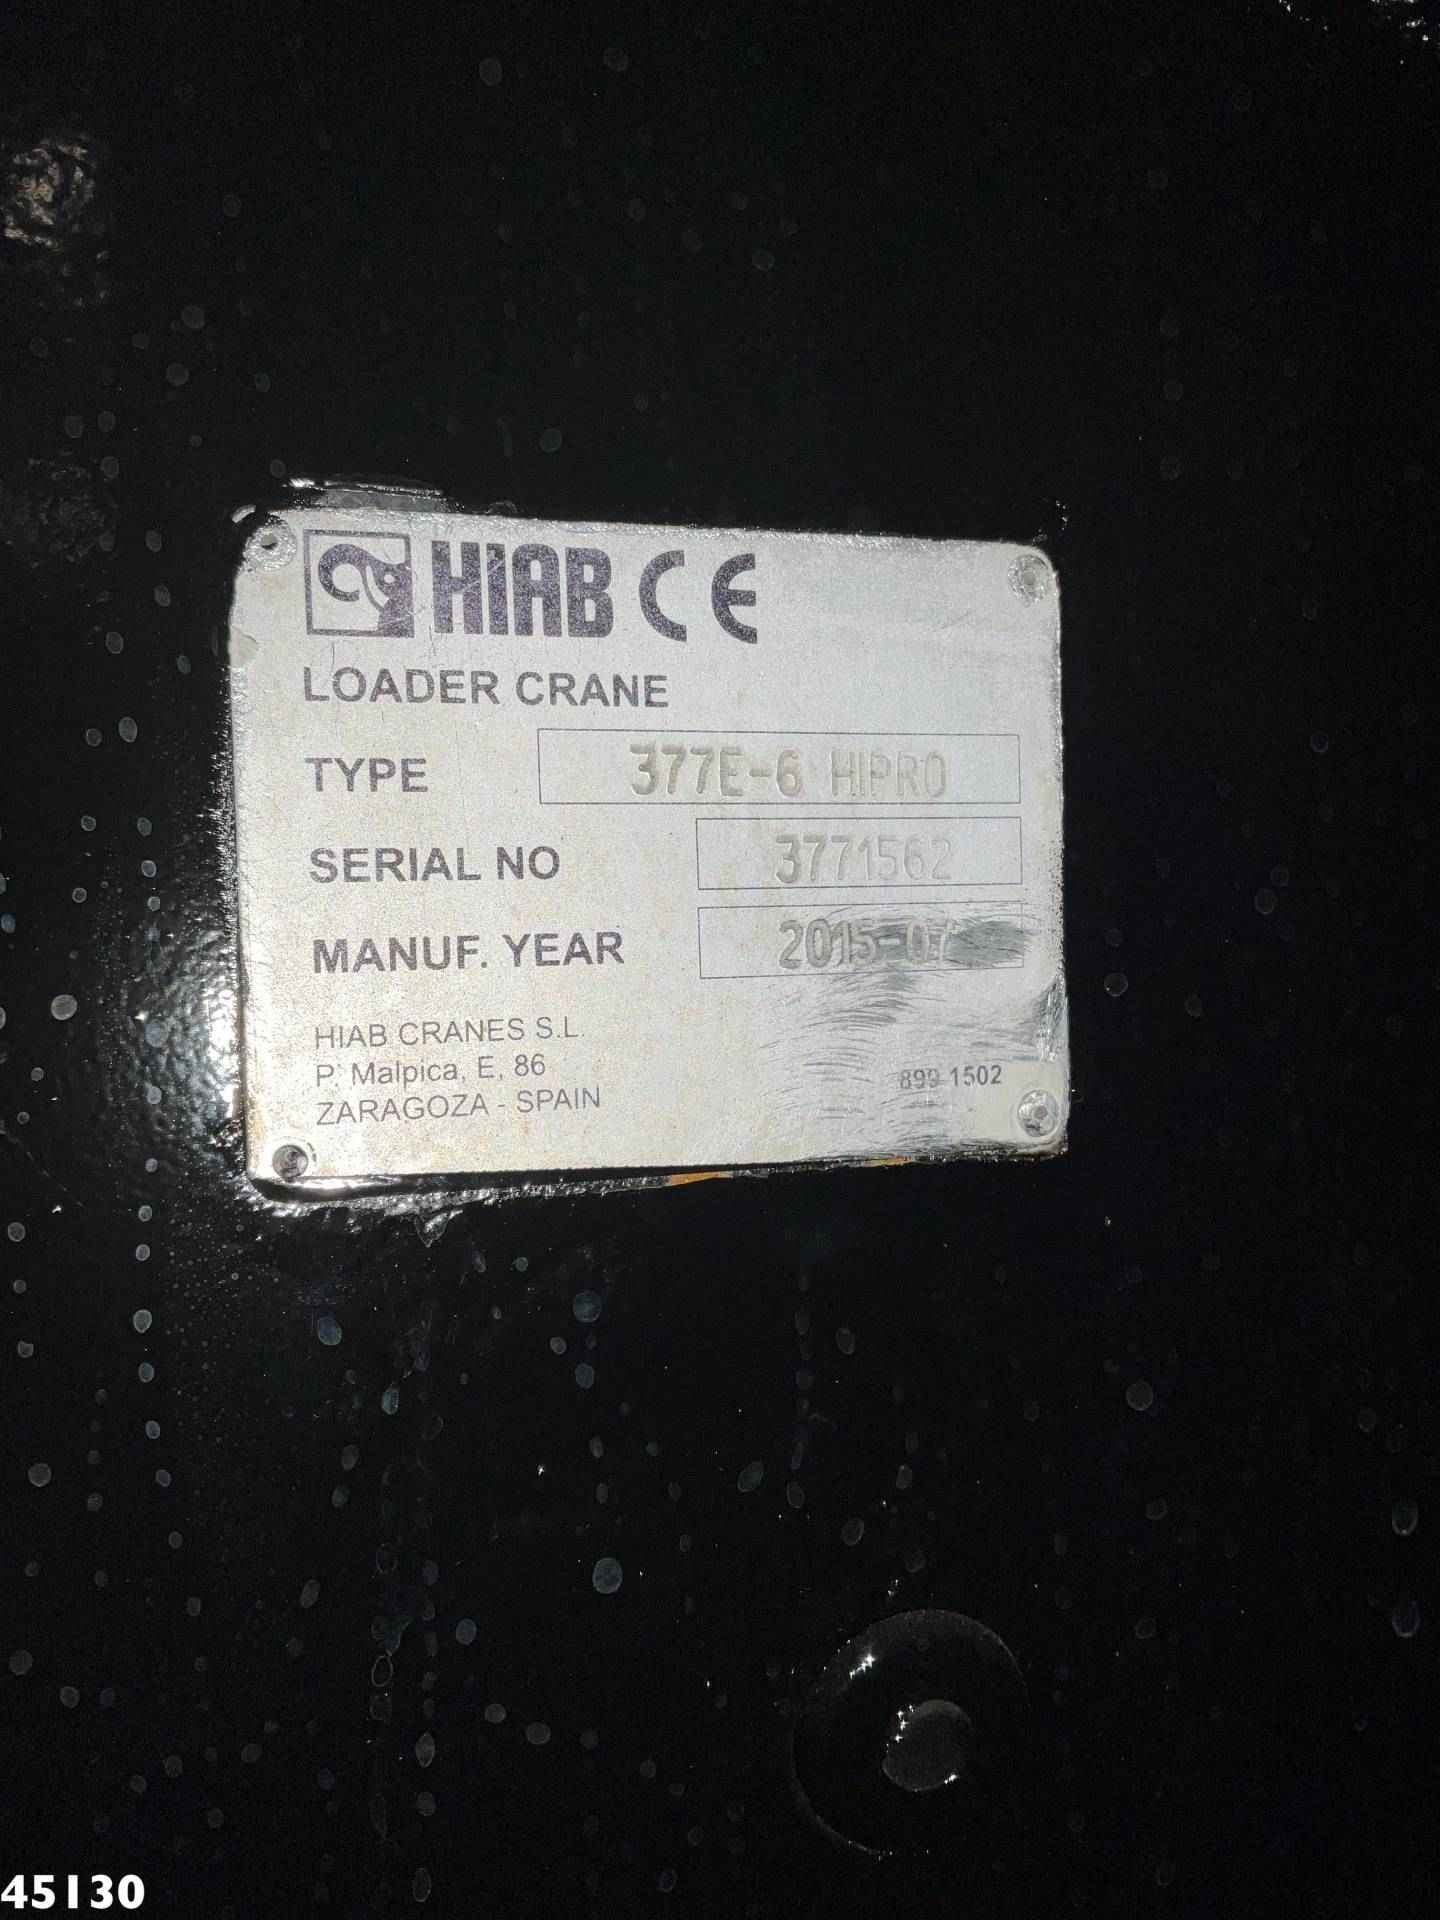 HIAB CE
LOADER CRANE
TYPE 377E-6 HIPRO
SERIAL NO 3771562
MANUF. YEAR
HIAB CRANES S.L.
P. Malpica, E, 86
ZARAGOZA - SPAIN
899 1502
45130